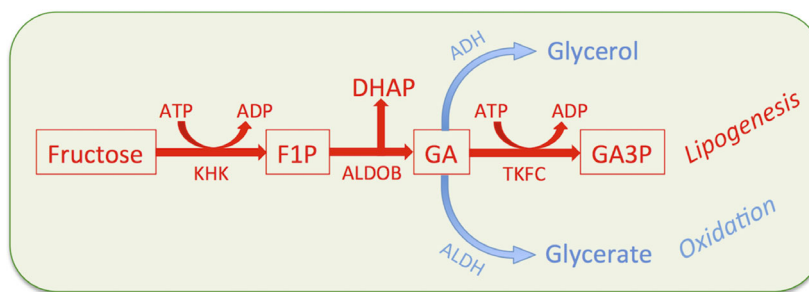 ADH
Glycerol
DHAP
ATP
ADP
ATP
ADP
Lipogenesis
Fructose
F1P
GA
GA3P
KHK
ALDOB
TKFC
ALDH
Glycerate
Oxidation